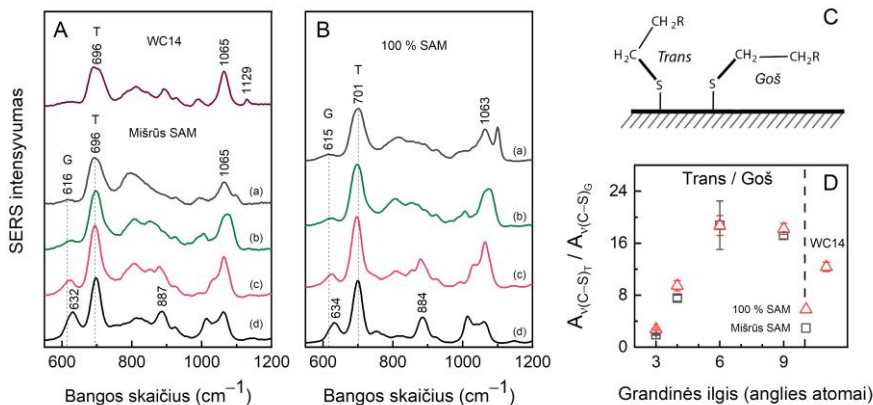 A
T
696
WC14
1065
1129
Mišrūs SAM
T
G
696
616
1065
(a)
(b)
(c)
632
887
(d)
600 800 1000 1200
Bangos skaičius (cm⁻¹)
SERS intensyvumas
B
100 % SAM
T
701
G
615
1063
(a)
(b)
(c)
634
884
(d)
600 800 1000 1200
Bangos skaičius (cm⁻¹)
C
CH₂R
H₂C
Trans
S
CH₂
CH₂R
Goš
S
Trans / Goš
D
24
16
8
0
WC14
100 % SAM
Mišrūs SAM
3 6 9
Grandinės ilgis (anglies atomai)
Aν(C–S)T / Aν(C–S)G